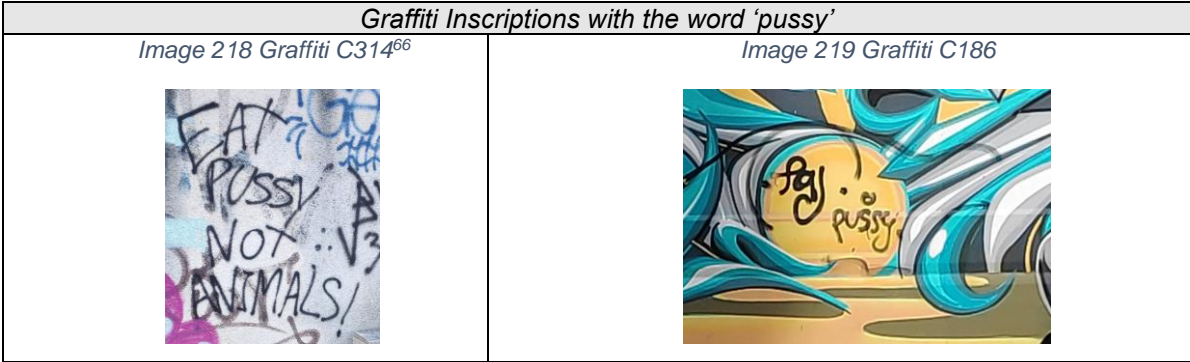 Graffiti Inscriptions with the word ‘pussy’
Image 218 Graffiti C314⁶⁶
Image 219 Graffiti C186
EAT
PUSSY
NOT
ANIMALS!
pussy